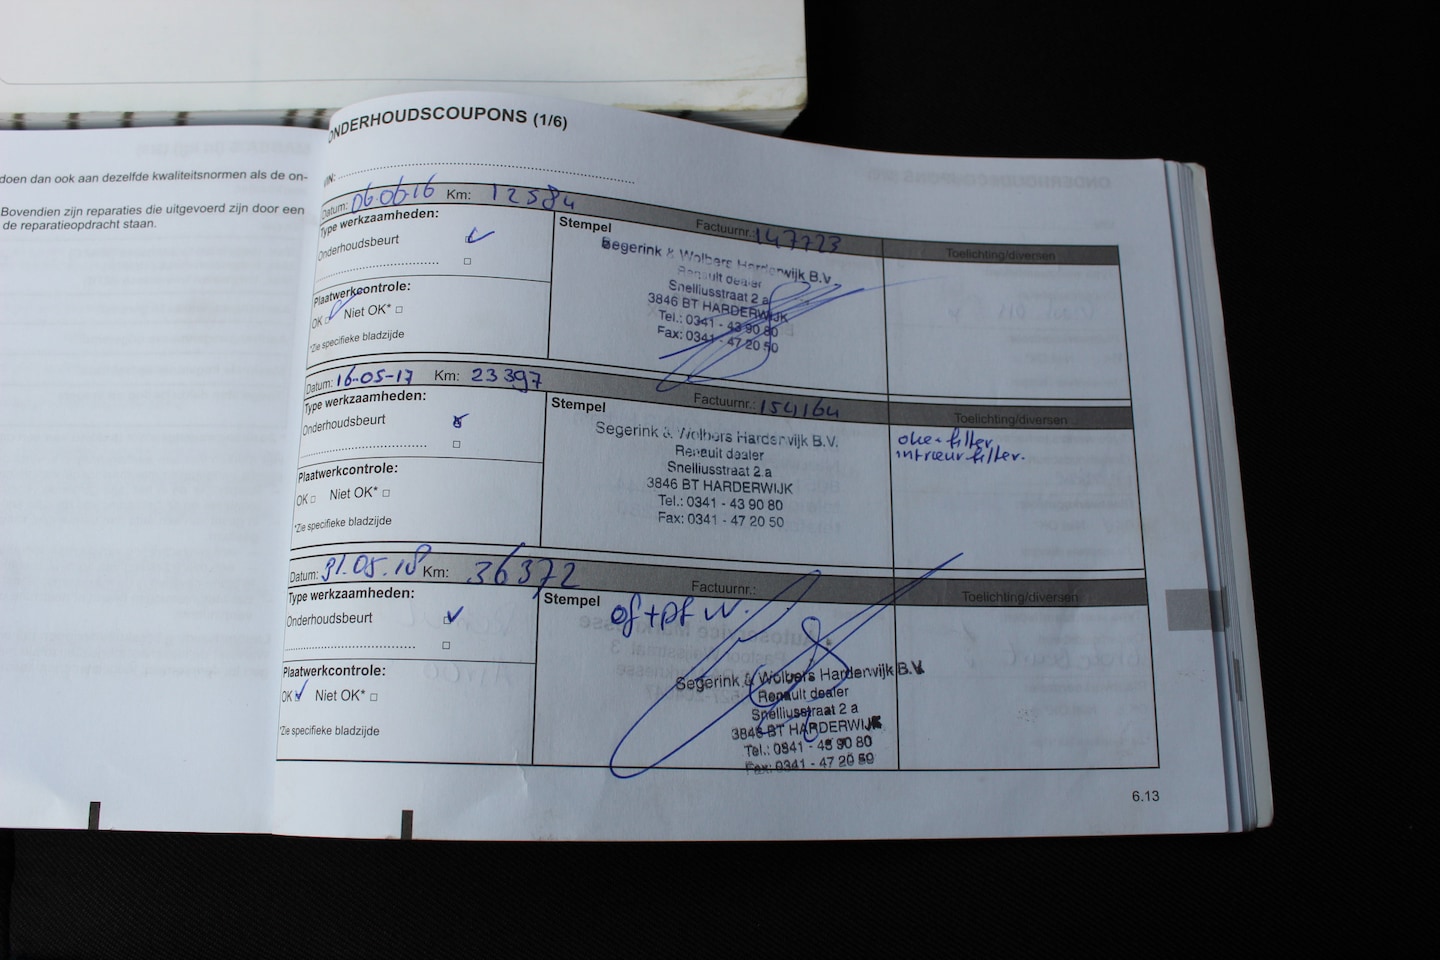 doen dan ook aan dezelfde kwaliteitsnormen als de on-
Bovendien zijn reparaties die uitgevoerd zijn door een
de reparatieopdracht staan.
ONDERHOUDSCOUPONS (1/6)
VIN:
Datum: 06.06.16 Km: 12584
Factuurnr.: 147723
Toelichting/diversen
Type werkzaamheden:
Stempel
Onderhoudsbeurt
Segerink & Wolbers Harderwijk B.V.
Renault dealer
Snelliusstraat 2 a
3846 BT HARDERWIJK
Tel.: 0341 - 43 90 80
Fax: 0341 - 47 20 50
Plaatwerkcontrole:
OK Niet OK*
*Zie specifieke bladzijde
Datum: 16-05-17 Km: 23397
Factuurnr.: 154164
Toelichting/diversen
Type werkzaamheden:
Stempel
Onderhoudsbeurt
Segerink & Wolbers Harderwijk B.V.
Renault dealer
Snelliusstraat 2.a
3846 BT HARDERWIJK
Tel.: 0341 - 43 90 80
Fax: 0341 - 47 20 50
filter
interieurfilter.
Plaatwerkcontrole:
OK Niet OK*
*Zie specifieke bladzijde
Datum: 31.05.18 Km: 36372
Factuurnr.:
Toelichting/diversen
Type werkzaamheden:
Stempel
of+pf
Onderhoudsbeurt
Segerink & Wolbers Harderwijk B.V.
Renault dealer
Snelliusstraat 2 a
3846 BT HARDERWIJK
Tel.: 0341 - 43 90 80
Fax: 0341 - 47 20 50
Plaatwerkcontrole:
OK Niet OK*
*Zie specifieke bladzijde
6.13